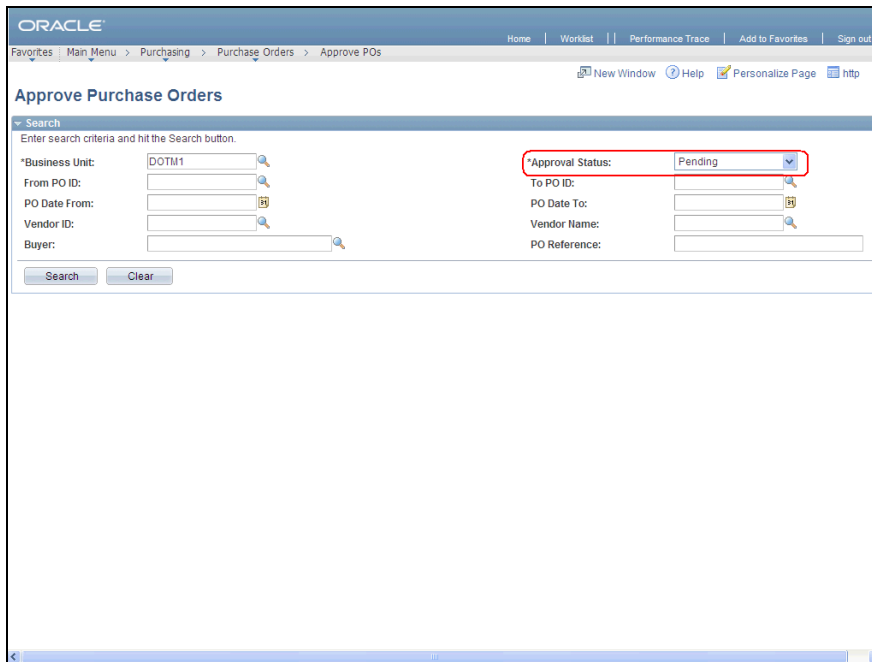 ORACLE
Home | Worklist | | Performance Trace | Add to Favorites | Sign out
Favorites Main Menu > Purchasing > Purchase Orders > Approve POs
New Window Help Personalize Page http
Approve Purchase Orders
Search
Enter search criteria and hit the Search button.
*Business Unit: DOTM1 *Approval Status: Pending
From PO ID: To PO ID:
PO Date From: PO Date To:
Vendor ID: Vendor Name:
Buyer: PO Reference:
Search Clear